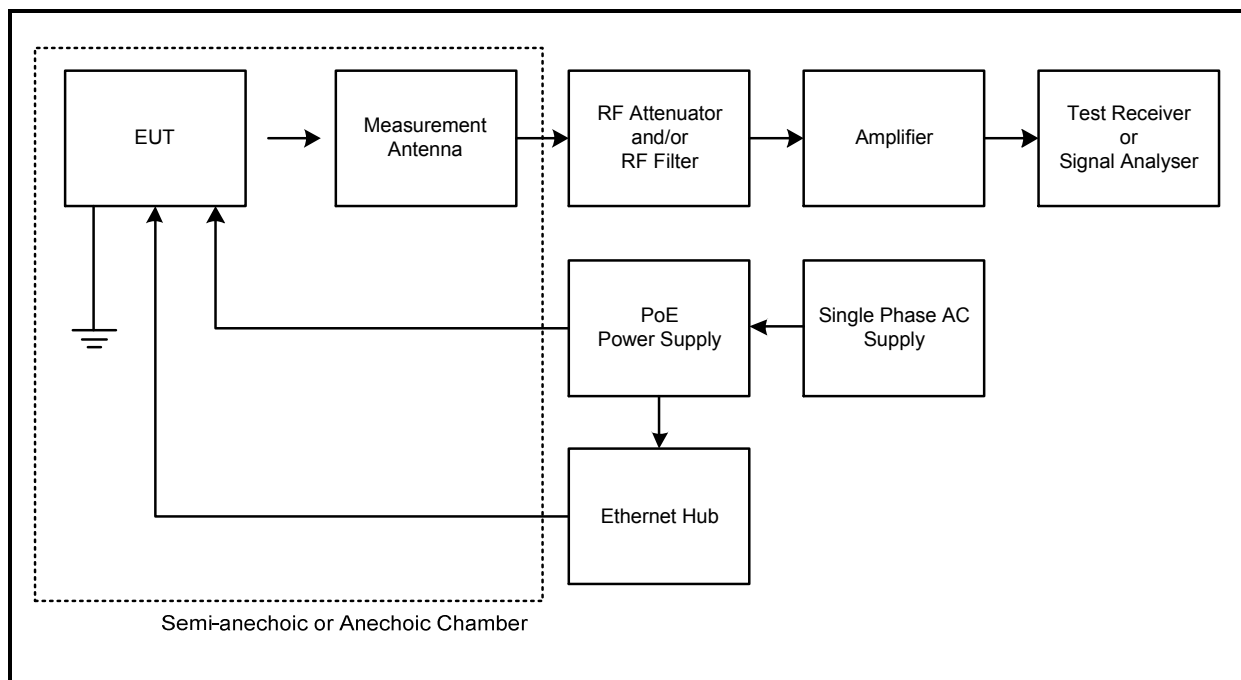 EUT
Measurement
Antenna
RF Attenuator
and/or
RF Filter
Amplifier
Test Receiver
or
Signal Analyser
PoE
Power Supply
Single Phase AC
Supply
Ethernet Hub
Semi-anechoic or Anechoic Chamber